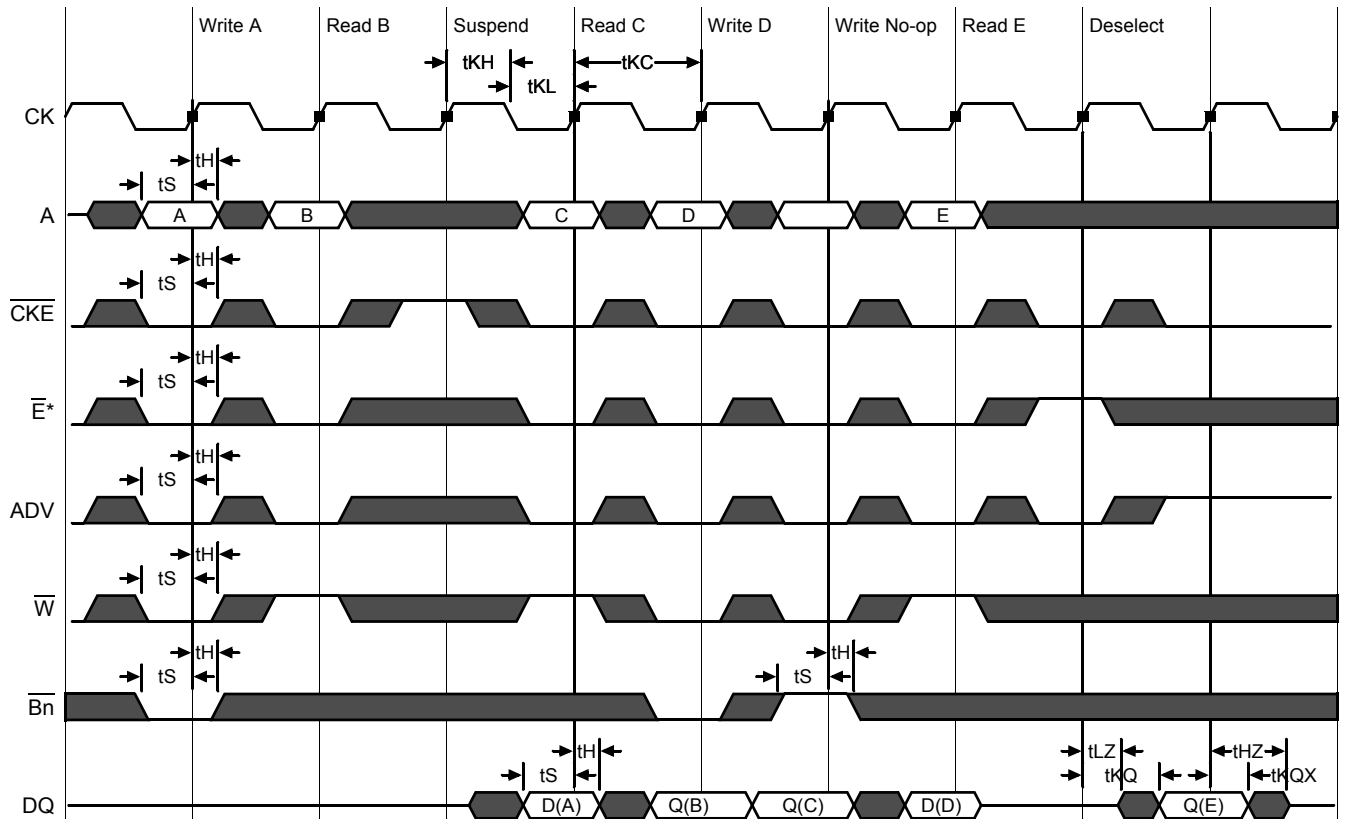 Write A Read B Suspend Read C Write D Write No-op Read E Deselect
tKH tKC
tKL
CK
tH
tS
A A B C D E
tH
tS
CKE
tH
tS
E*
tH
tS
ADV
tH
tS
W
tH tH
tS tS
Bn
tH tLZ tHZ
tS tKQ tKQX
DQ D(A) Q(B) Q(C) D(D) Q(E)